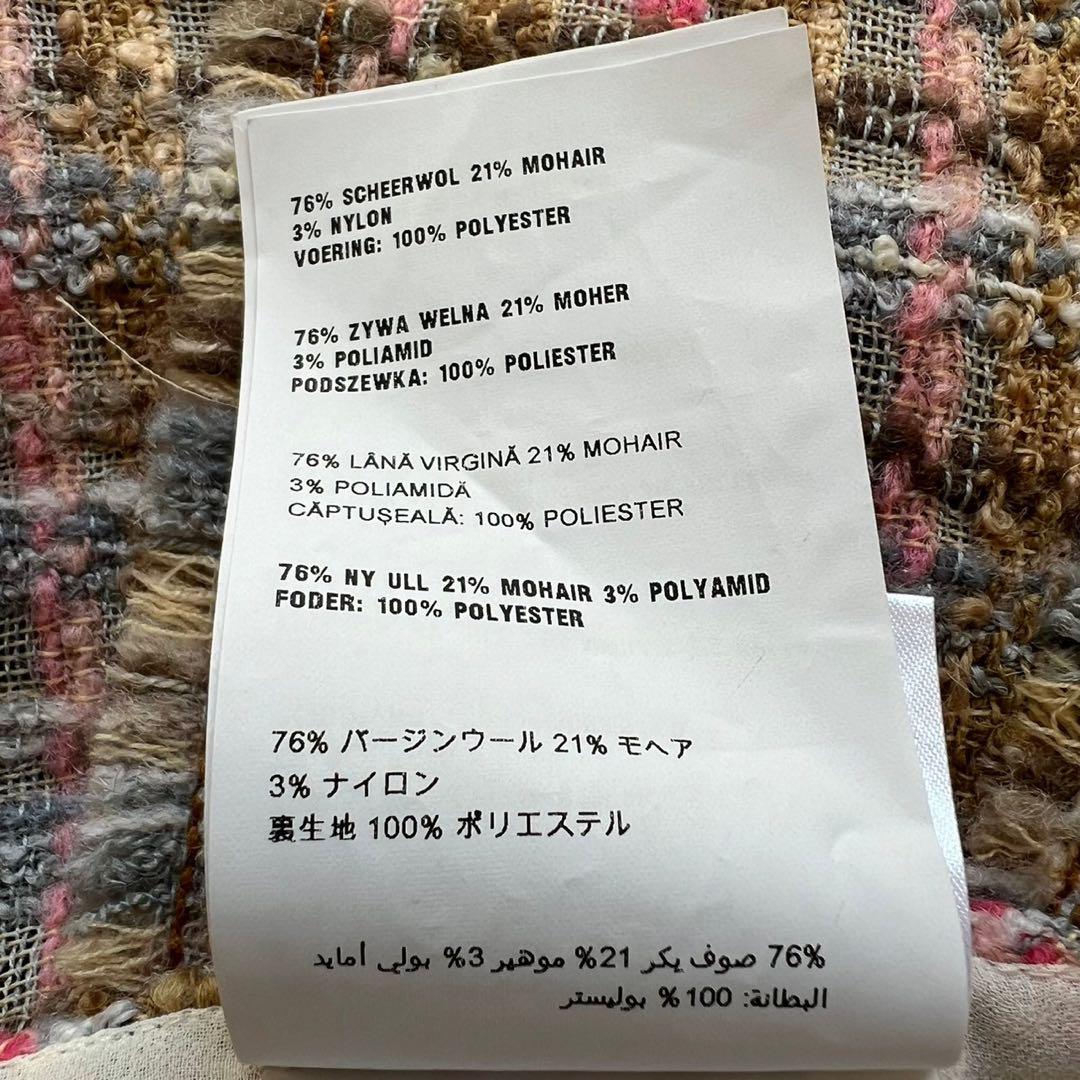 76% SCHEERWOL 21% MOHAIR
3% NYLON
VOERING: 100% POLYESTER
76% ZYWA WELNA 21% MOHER
3% POLIAMID
PODSZEWKA: 100% POLIESTER
76% LÂNĂ VIRGINĂ 21% MOHAIR
3% POLIAMIDĂ
CĂPTUŞEALĂ: 100% POLIESTER
76% NY ULL 21% MOHAIR 3% POLYAMID
FODER: 100% POLYESTER
76% バージンウール 21% モヘア
3% ナイロン
裏生地 100% ポリエステル
76% صوف بكر 21% موهير 3% بولي أمايد
البطانة: 100 % بوليستر